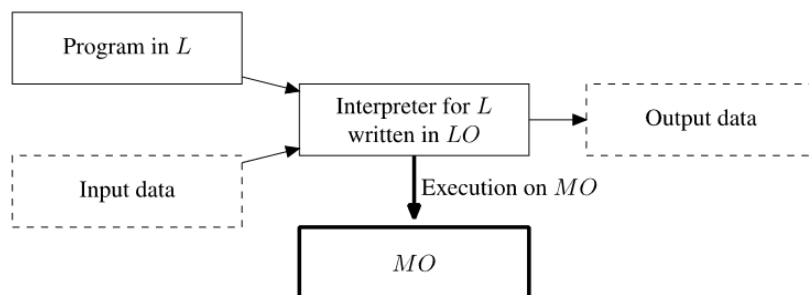 Program in L
Interpreter for L
written in LO
Output data
Input data
Execution on MO
MO